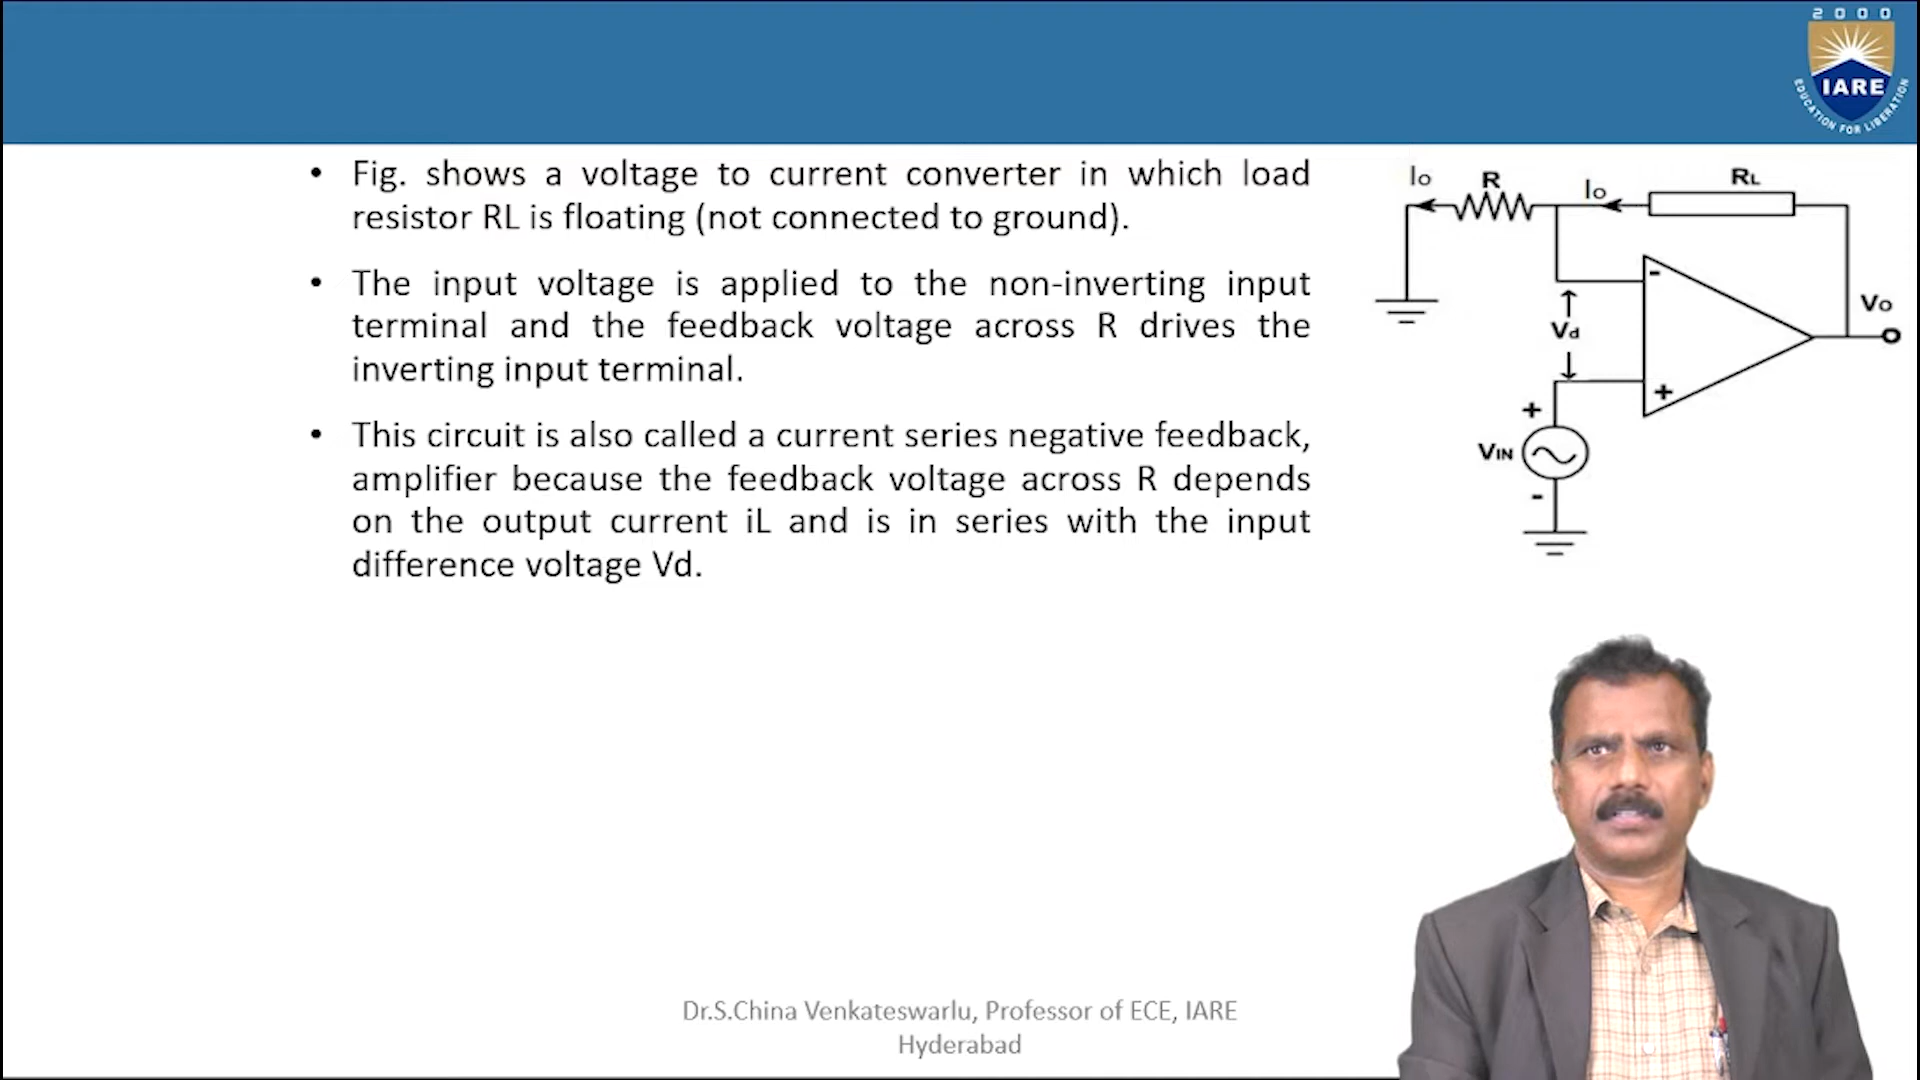 2000
IARE
EDUCATION FOR LIBERATION
• Fig. shows a voltage to current converter in which load
resistor RL is floating (not connected to ground).
• The input voltage is applied to the non-inverting input
terminal and the feedback voltage across R drives the
inverting input terminal.
• This circuit is also called a current series negative feedback,
amplifier because the feedback voltage across R depends
on the output current iL and is in series with the input
difference voltage Vd.
Io R Io RL
-
Vd
Vo
+
+
VIN
-
Dr.S.China Venkateswarlu, Professor of ECE, IARE
Hyderabad